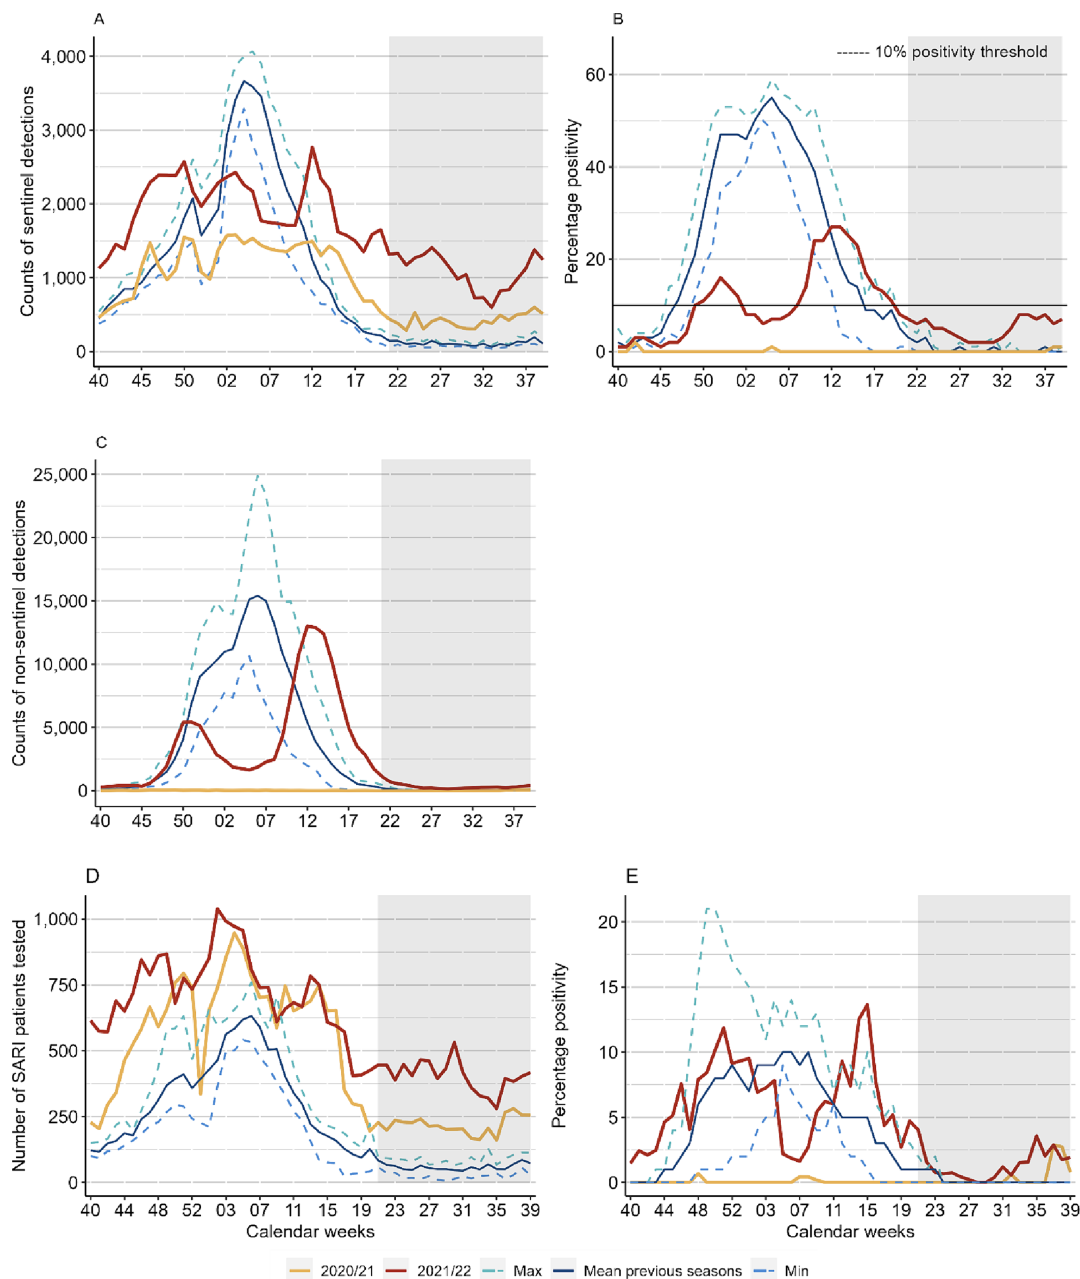 A
Counts of sentinel detections
4,000
3,000
2,000
1,000
0
40 45 50 02 07 12 17 22 27 32 37
B
------ 10% positivity threshold
Percentage positivity
60
40
20
0
40 45 50 02 07 12 17 22 27 32 37
C
Counts of non-sentinel detections
25,000
20,000
15,000
10,000
5,000
0
40 45 50 02 07 12 17 22 27 32 37
D
Number of SARI patients tested
1,000
750
500
250
0
40 44 48 52 03 07 11 15 19 23 27 31 35 39
Calendar weeks
E
Percentage positivity
20
15
10
5
0
40 44 48 52 03 07 11 15 19 23 27 31 35 39
Calendar weeks
2020/21 2021/22 Max Mean previous seasons Min